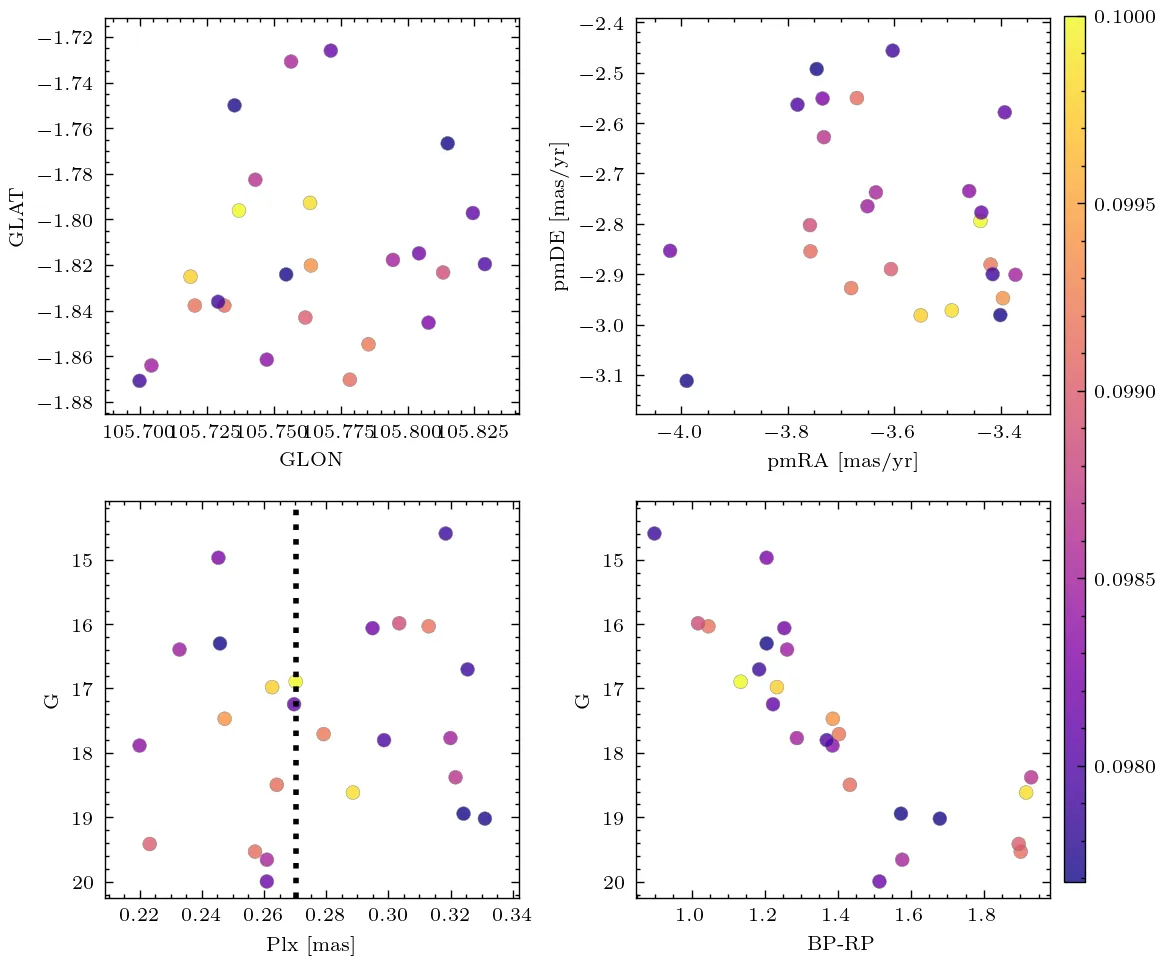 −1.72
−1.74
−1.76
−1.78
−1.80
−1.82
−1.84
−1.86
−1.88
GLAT
105.700 105.725 105.750 105.775 105.800 105.825
GLON
−2.4
−2.5
−2.6
−2.7
−2.8
−2.9
−3.0
−3.1
pmDE [mas/yr]
−4.0 −3.8 −3.6 −3.4
pmRA [mas/yr]
0.1000
0.0995
0.0990
0.0985
0.0980
15
16
17
18
19
20
G
0.22 0.24 0.26 0.28 0.30 0.32 0.34
Plx [mas]
15
16
17
18
19
20
G
1.0 1.2 1.4 1.6 1.8
BP-RP